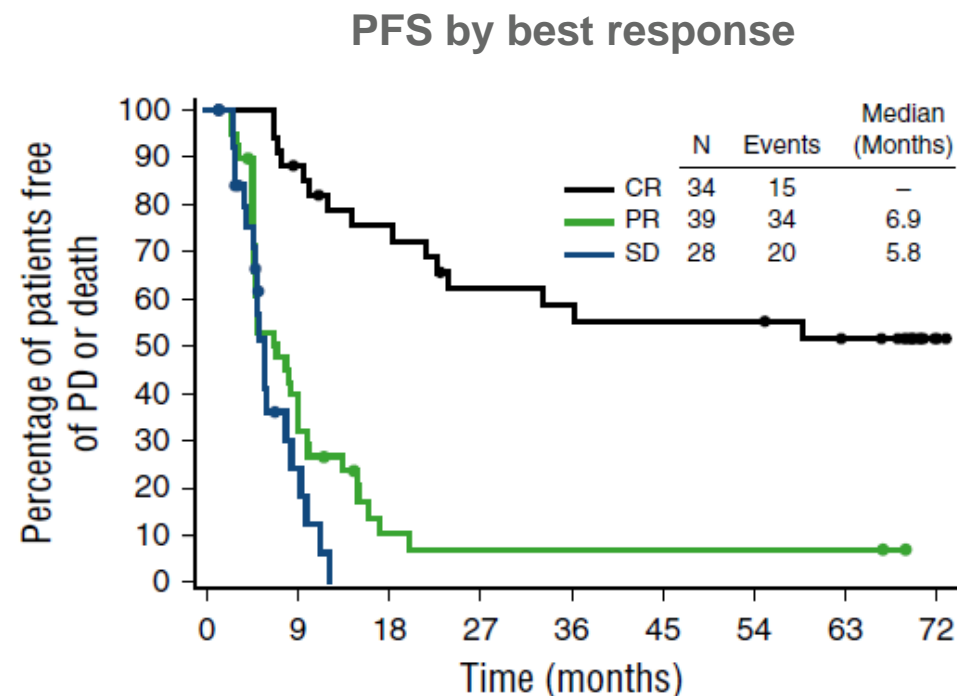 PFS by best response
Percentage of patients free
of PD or death
100
90
80
70
60
50
40
30
20
10
0
Median
N Events (Months)
CR 34 15 –
PR 39 34 6.9
SD 28 20 5.8
0 9 18 27 36 45 54 63 72
Time (months)